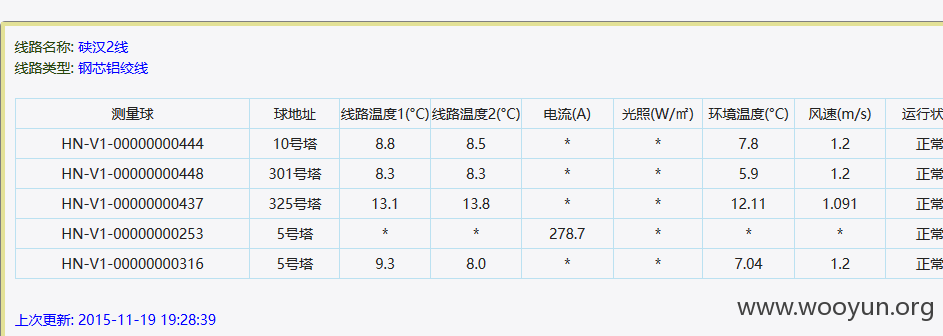 线路名称: 硖汉2线
线路类型: 钢芯铝绞线
测量球 球地址 线路温度1(°C) 线路温度2(°C) 电流(A) 光照(W/㎡) 环境温度(°C) 风速(m/s) 运行状
HN-V1-00000000444 10号塔 8.8 8.5 * * 7.8 1.2 正常
HN-V1-00000000448 301号塔 8.3 8.3 * * 5.9 1.2 正常
HN-V1-00000000437 325号塔 13.1 13.8 * * 12.11 1.091 正常
HN-V1-00000000253 5号塔 * * 278.7 * * * 正常
HN-V1-00000000316 5号塔 9.3 8.0 * * 7.04 1.2 正常
上次更新: 2015-11-19 19:28:39
www.wooyun.org